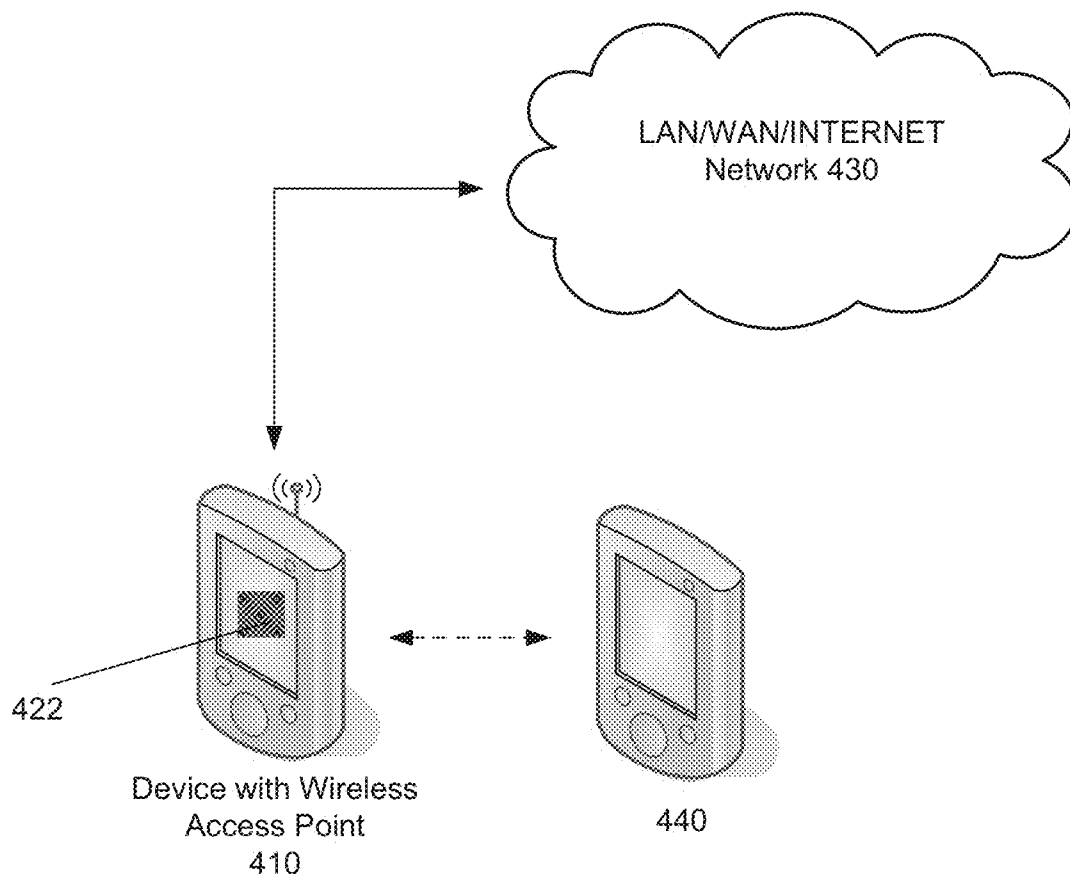 LAN/WAN/INTERNET
Network 430
422
Device with Wireless
Access Point
410
440